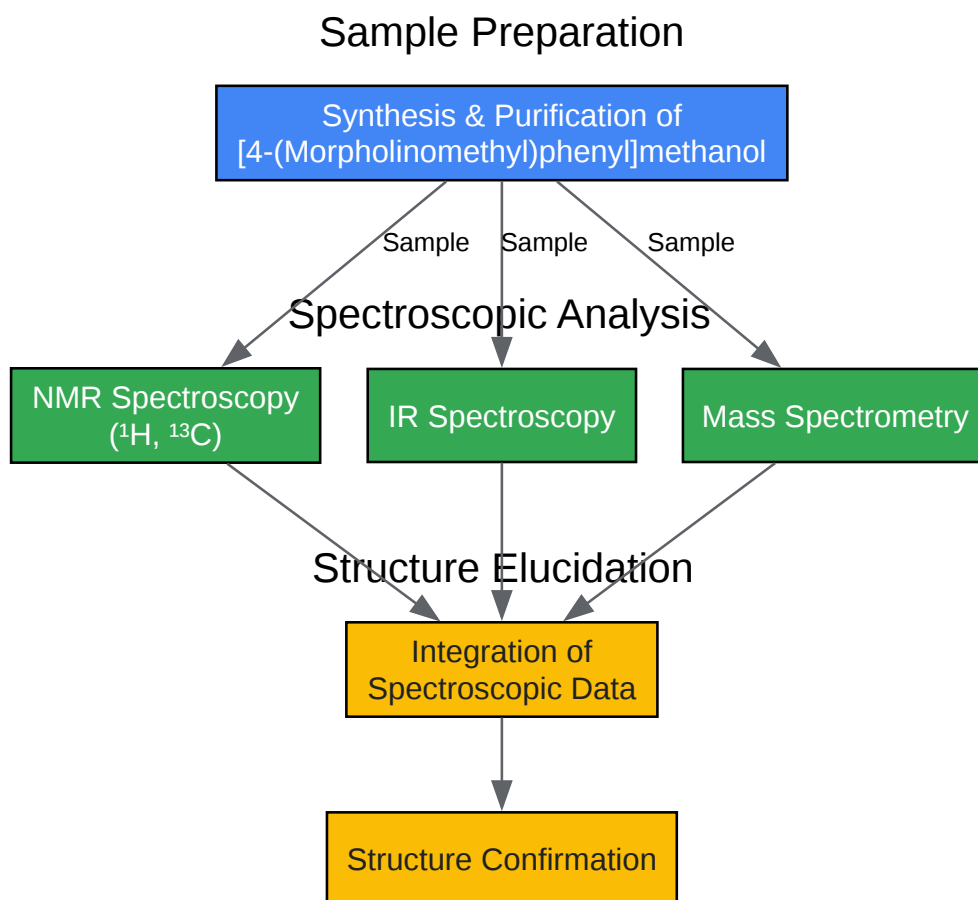 Sample Preparation
Synthesis & Purification of
[4-(Morpholinomethyl)phenyl]methanol
Sample Sample Sample
Spectroscopic Analysis
NMR Spectroscopy
(¹H, ¹³C)
IR Spectroscopy
Mass Spectrometry
Structure Elucidation
Integration of
Spectroscopic Data
Structure Confirmation